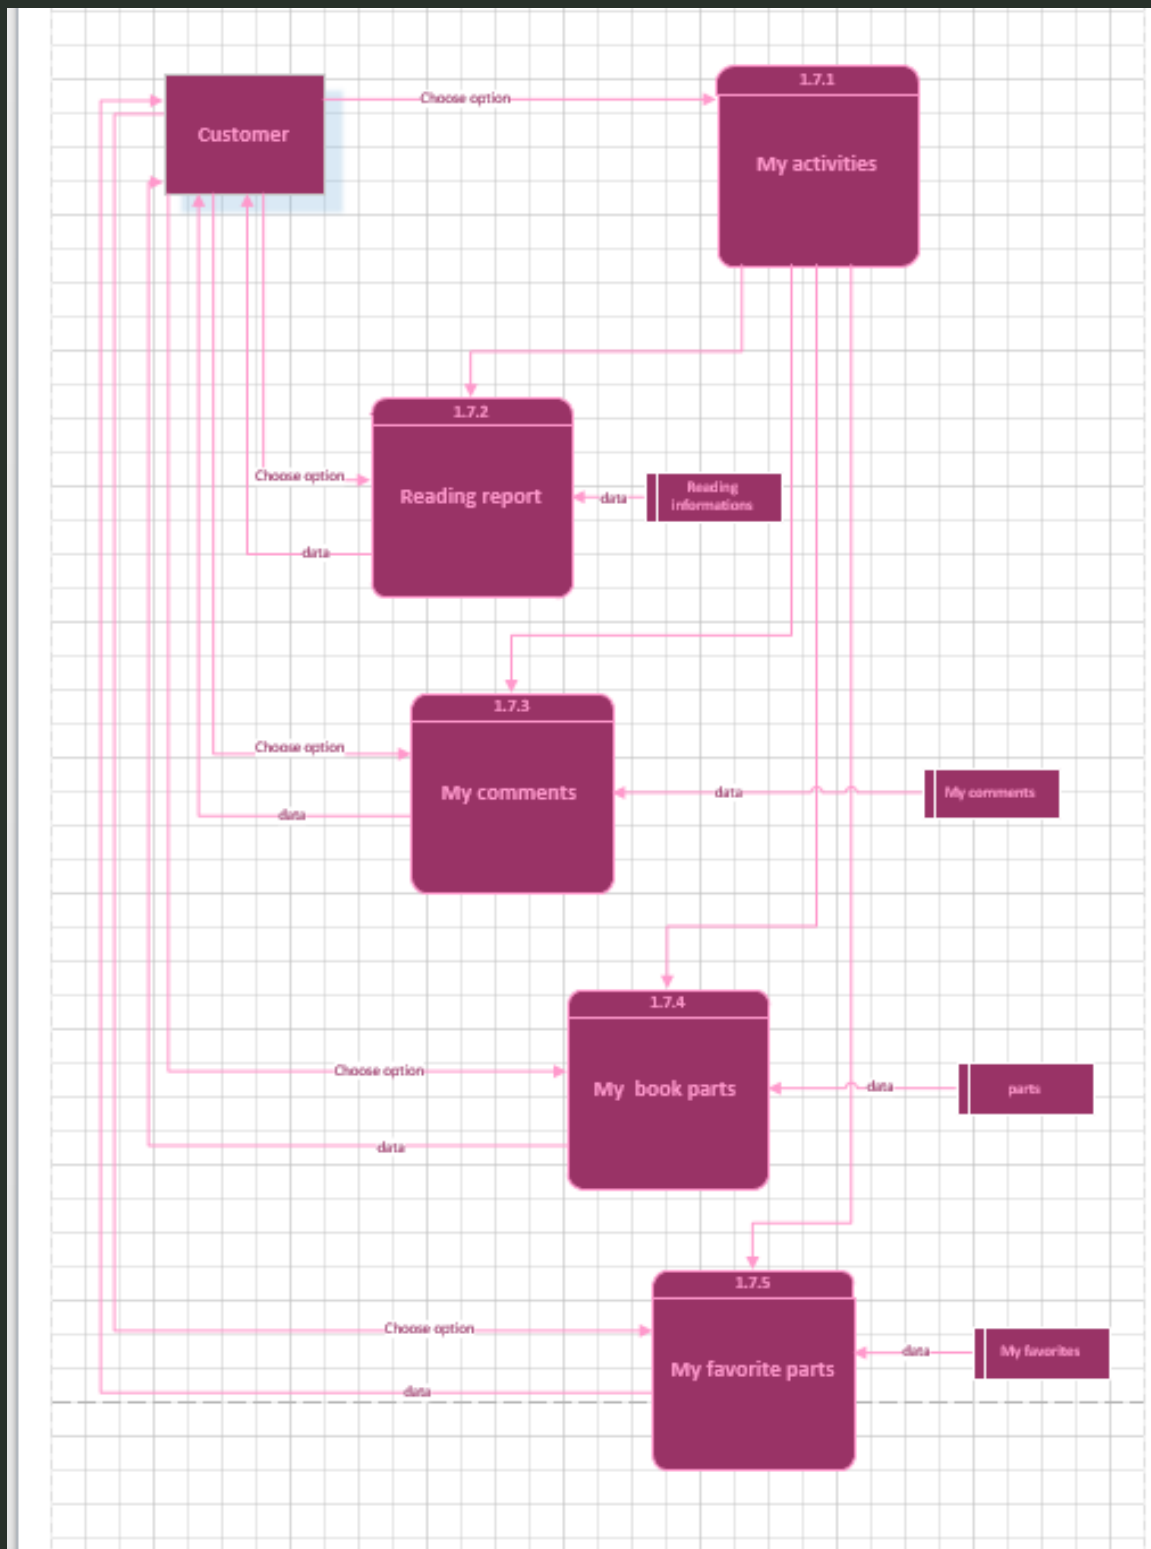 1.7.1
Choose option
Customer
My activities
1.7.2
Choose option
Reading report
data
Reading
informations
data
1.7.3
Choose option
My comments
data
My comments
data
1.7.4
Choose option
My  book parts
data
parts
data
1.7.5
Choose option
My favorite parts
data
My favorites
data